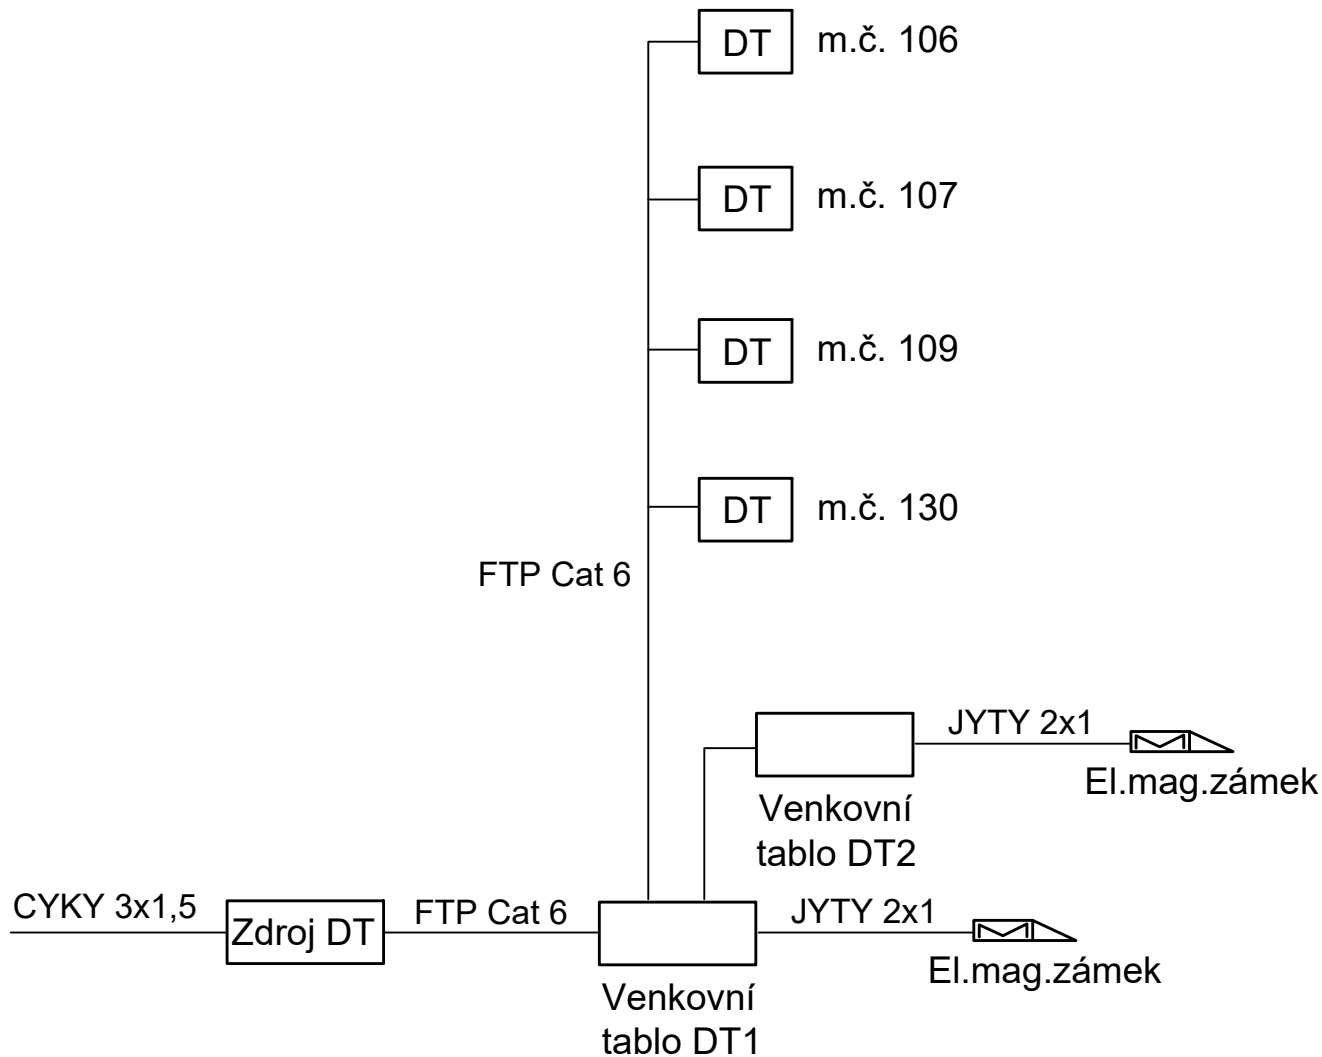 DT m.č. 106
DT m.č. 107
DT m.č. 109
DT m.č. 130
FTP Cat 6
JYTY 2x1
El.mag.zámek
Venkovní
tablo DT2
CYKY 3x1,5
Zdroj DT
FTP Cat 6
JYTY 2x1
El.mag.zámek
Venkovní
tablo DT1